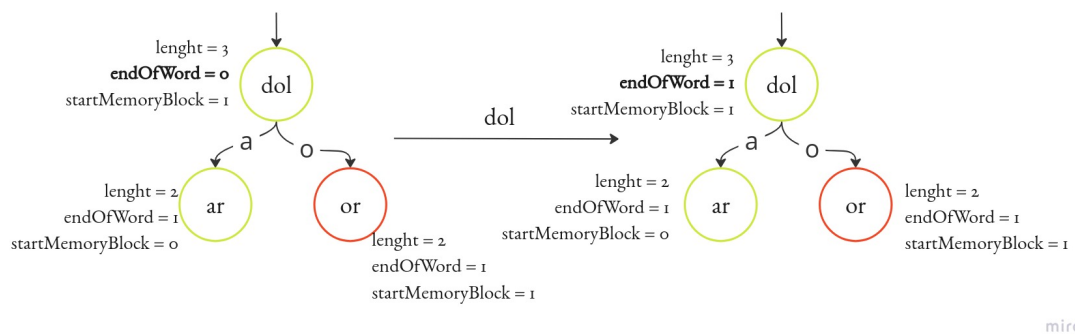 lenght = 3
endOfWord = 0
startMemoryBlock = 1
dol
a
o
lenght = 2
endOfWord = 1
startMemoryBlock = 0
ar
or
lenght = 2
endOfWord = 1
startMemoryBlock = 1
dol
lenght = 3
endOfWord = 1
startMemoryBlock = 1
dol
a
o
lenght = 2
endOfWord = 1
startMemoryBlock = 0
ar
or
lenght = 2
endOfWord = 1
startMemoryBlock = 1
miro